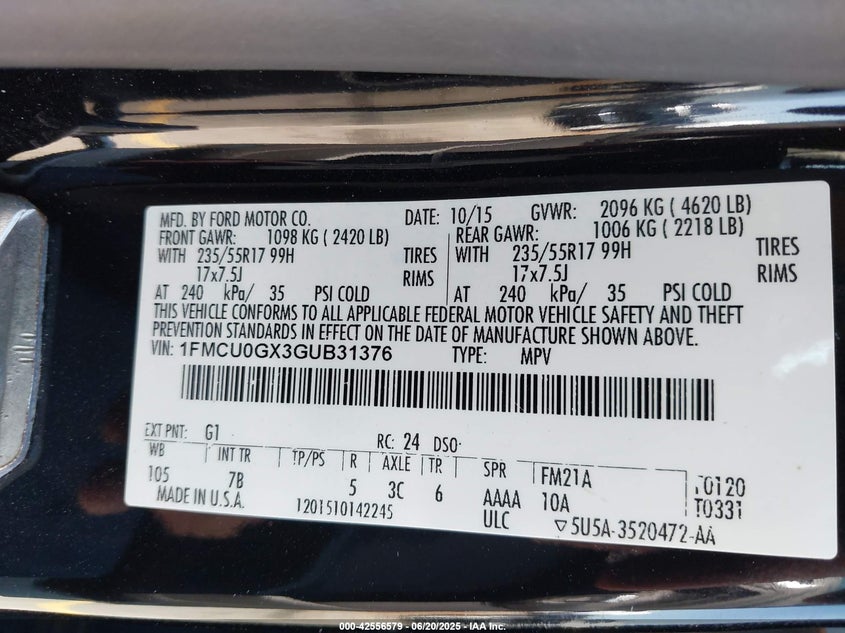 MFD. BY FORD MOTOR CO. DATE: 10/15 GVWR: 2096 KG ( 4620 LB)
FRONT GAWR: 1098 KG ( 2420 LB) REAR GAWR: 1006 KG ( 2218 LB)
WITH 235/55R17 99H TIRES WITH 235/55R17 99H TIRES
17x7.5J RIMS 17x7.5J RIMS
AT 240 kPa/ 35 PSI COLD AT 240 kPa/ 35 PSI COLD
THIS VEHICLE CONFORMS TO ALL APPLICABLE FEDERAL MOTOR VEHICLE SAFETY AND THEFT
PREVENTION STANDARDS IN EFFECT ON THE DATE OF MANUFACTURE SHOWN ABOVE.
VIN: 1FMCU0GX3GUB31376 TYPE: MPV
EXT PNT: G1 RC: 24 DSO:
WB INT TR TP/PS R AXLE TR SPR FM21A
105 7B 5 3C 6 AAAA 10A T0120
MADE IN U.S.A. 1201510142245 ULC T0331
▽5U5A-3520472-AA
000-42556579 - 06/20/2025 - IAA Inc.